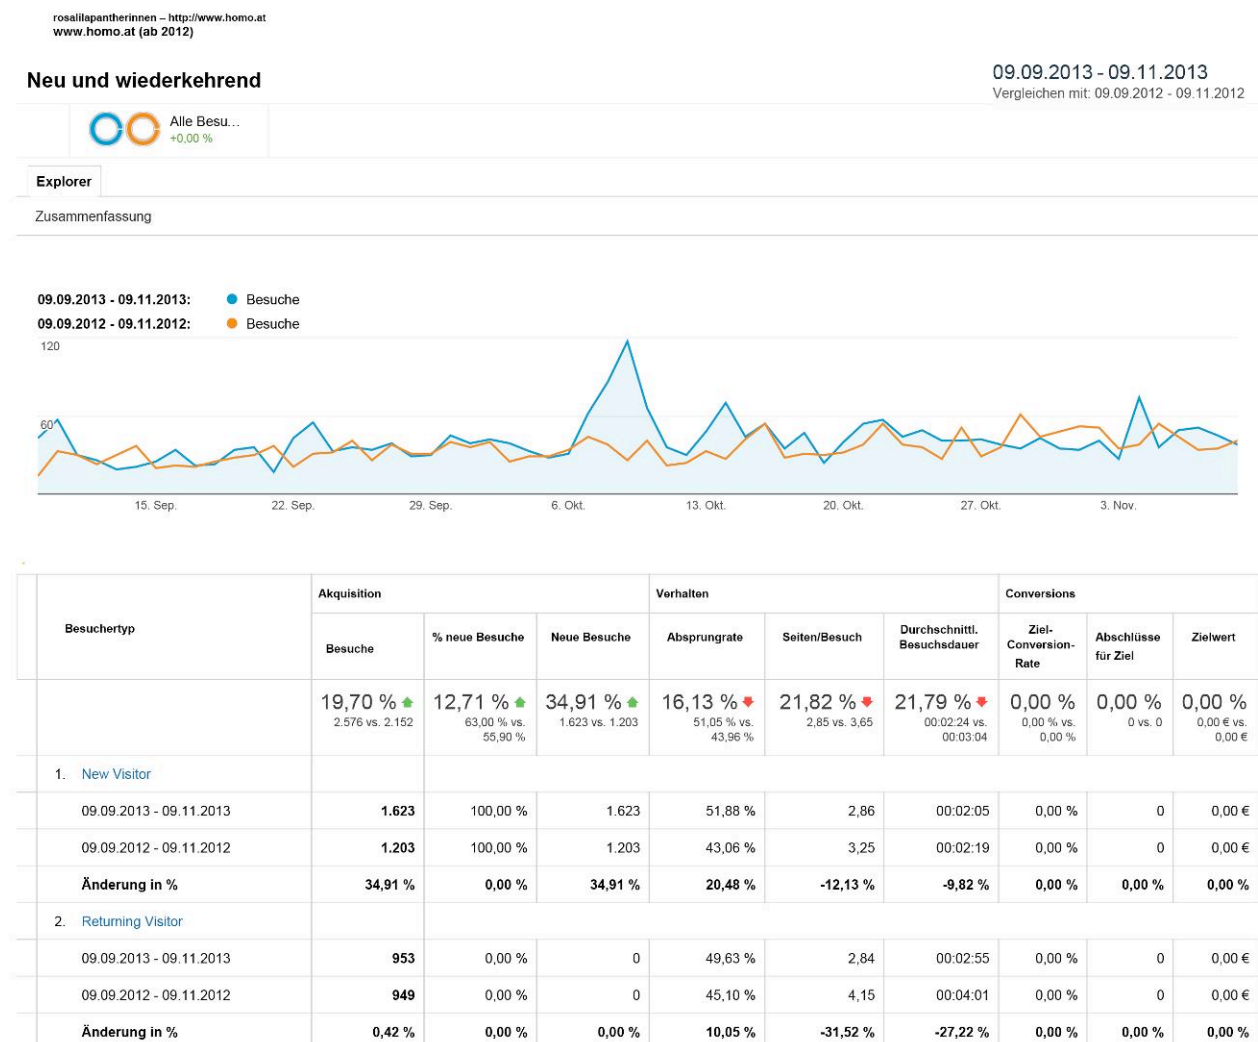 rosalilapantherinnen – http://www.homo.at
www.homo.at (ab 2012)
Neu und wiederkehrend
09.09.2013 - 09.11.2013
Vergleichen mit: 09.09.2012 - 09.11.2012
Alle Besu...
+0,00 %
Explorer
Zusammenfassung
09.09.2013 - 09.11.2013: Besuche
09.09.2012 - 09.11.2012: Besuche
120
60
15. Sep. 22. Sep. 29. Sep. 6. Okt. 13. Okt. 20. Okt. 27. Okt. 3. Nov.
Akquisition Verhalten Conversions
Besuchertyp
Besuche
% neue Besuche
Neue Besuche
Absprungrate
Seiten/Besuch
Durchschnittl.
Besuchsdauer
Ziel-
Conversion-
Rate
Abschlüsse
für Ziel
Zielwert
19,70 % 12,71 % 34,91 % 16,13 % 21,82 % 21,79 % 0,00 % 0,00 % 0,00 %
2.576 vs. 2.152 63,00 % vs. 1.623 vs. 1.203 51,05 % vs. 2,85 vs. 3,65 00:02:24 vs. 0,00 % vs. 0 vs. 0 0,00 € vs.
55,90 % 43,96 % 00:03:04 0,00 % 0,00 €
1. New Visitor
09.09.2013 - 09.11.2013 1.623 100,00 % 1.623 51,88 % 2,86 00:02:05 0,00 % 0 0,00 €
09.09.2012 - 09.11.2012 1.203 100,00 % 1.203 43,06 % 3,25 00:02:19 0,00 % 0 0,00 €
Änderung in % 34,91 % 0,00 % 34,91 % 20,48 % -12,13 % -9,82 % 0,00 % 0,00 % 0,00 %
2. Returning Visitor
09.09.2013 - 09.11.2013 953 0,00 % 0 49,63 % 2,84 00:02:55 0,00 % 0 0,00 €
09.09.2012 - 09.11.2012 949 0,00 % 0 45,10 % 4,15 00:04:01 0,00 % 0 0,00 €
Änderung in % 0,42 % 0,00 % 0,00 % 10,05 % -31,52 % -27,22 % 0,00 % 0,00 % 0,00 %